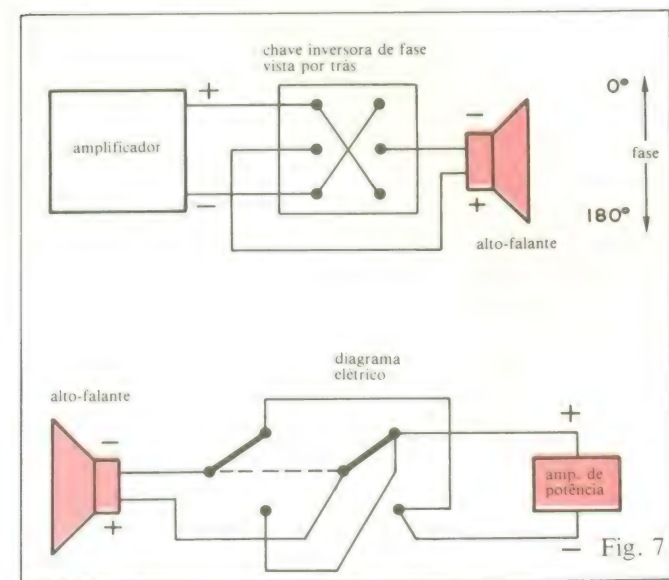 chave inversora de fase
vista por trás
+
amplificador
−
−
+
alto-falante
0°
fase
180°
diagrama
elétrico
alto-falante
−
+
+
amp. de
potência
−
Fig. 7